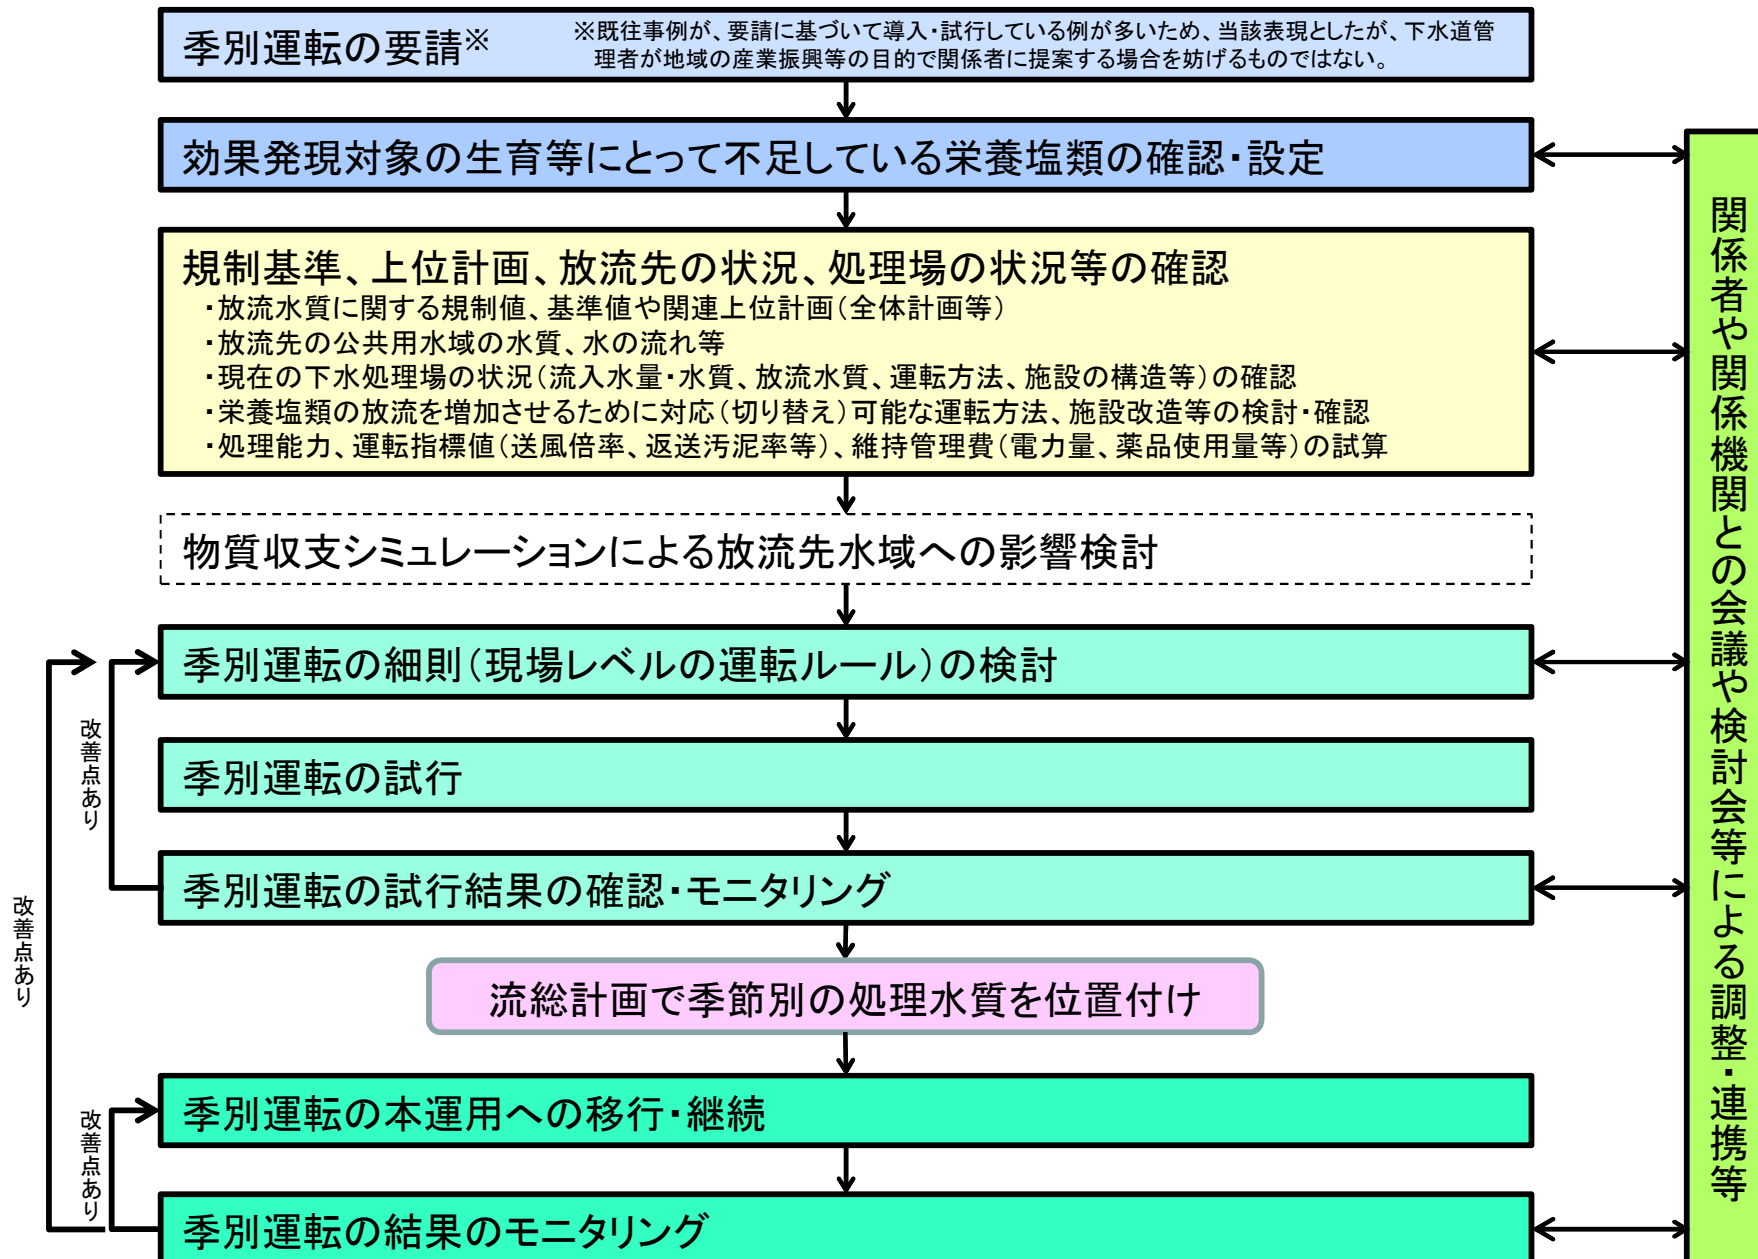 季別運転の要請※
※既往事例が、要請に基づいて導入・試行している例が多いため、当該表現としたが、下水道管
理者が地域の産業振興等の目的で関係者に提案する場合を妨げるものではない。
効果発現対象の生育等にとって不足している栄養塩類の確認・設定
規制基準、上位計画、放流先の状況、処理場の状況等の確認
・放流水質に関する規制値、基準値や関連上位計画（全体計画等）
・放流先の公共用水域の水質、水の流れ等
・現在の下水処理場の状況（流入水量・水質、放流水質、運転方法、施設の構造等）の確認
・栄養塩類の放流を増加させるために対応（切り替え）可能な運転方法、施設改造等の検討・確認
・処理能力、運転指標値（送風倍率、返送汚泥率等）、維持管理費（電力量、薬品使用量等）の試算
物質収支シミュレーションによる放流先水域への影響検討
季別運転の細則（現場レベルの運転ルール）の検討
季別運転の試行
季別運転の試行結果の確認・モニタリング
流総計画で季節別の処理水質を位置付け
季別運転の本運用への移行・継続
季別運転の結果のモニタリング
改善点あり
改善点あり
改善点あり
関係者や関係機関との会議や検討会等による調整・連携等